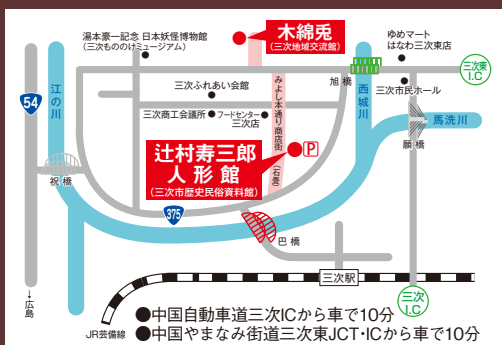 湯本豪一記念 日本妖怪博物館
(三次もののけミュージアム)
木綿兎
(三次地域交流館)
ゆめマート
はなわ三次東店
三次東
I.C
54
江の川
三次ふれあい会館
旭橋
西城川
三次市民ホール
三次商工会議所
フードセンター
三次店
みよし本通り商店街
(石畳)
馬洗川
願橋
辻村寿三郎
人形館
(三次市歴史民俗資料館)
P
祝橋
375
巴橋
三次駅
三次
I.C
→広島
JR芸備線
●中国自動車道三次ICから車で10分
●中国やまなみ街道三次東JCT・ICから車で10分